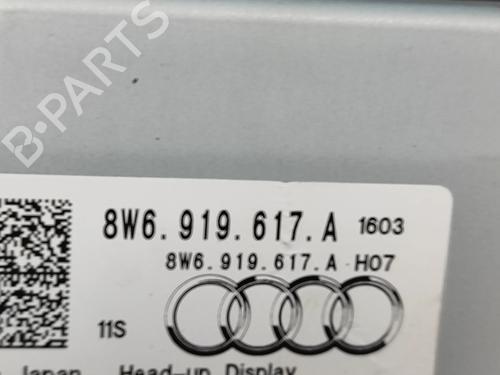 B-PARTS
8W6.919.617.A 1603
8W6.919.617.A H07
11S
Japan Head-up Display